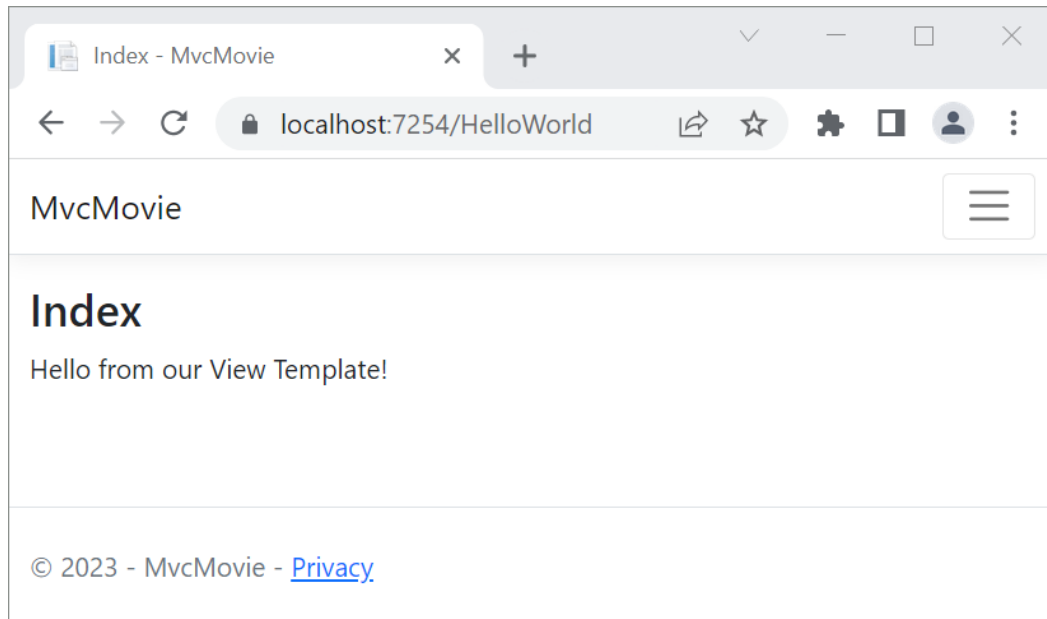 Index - MvcMovie
localhost:7254/HelloWorld
MvcMovie
Index
Hello from our View Template!
© 2023 - MvcMovie - Privacy